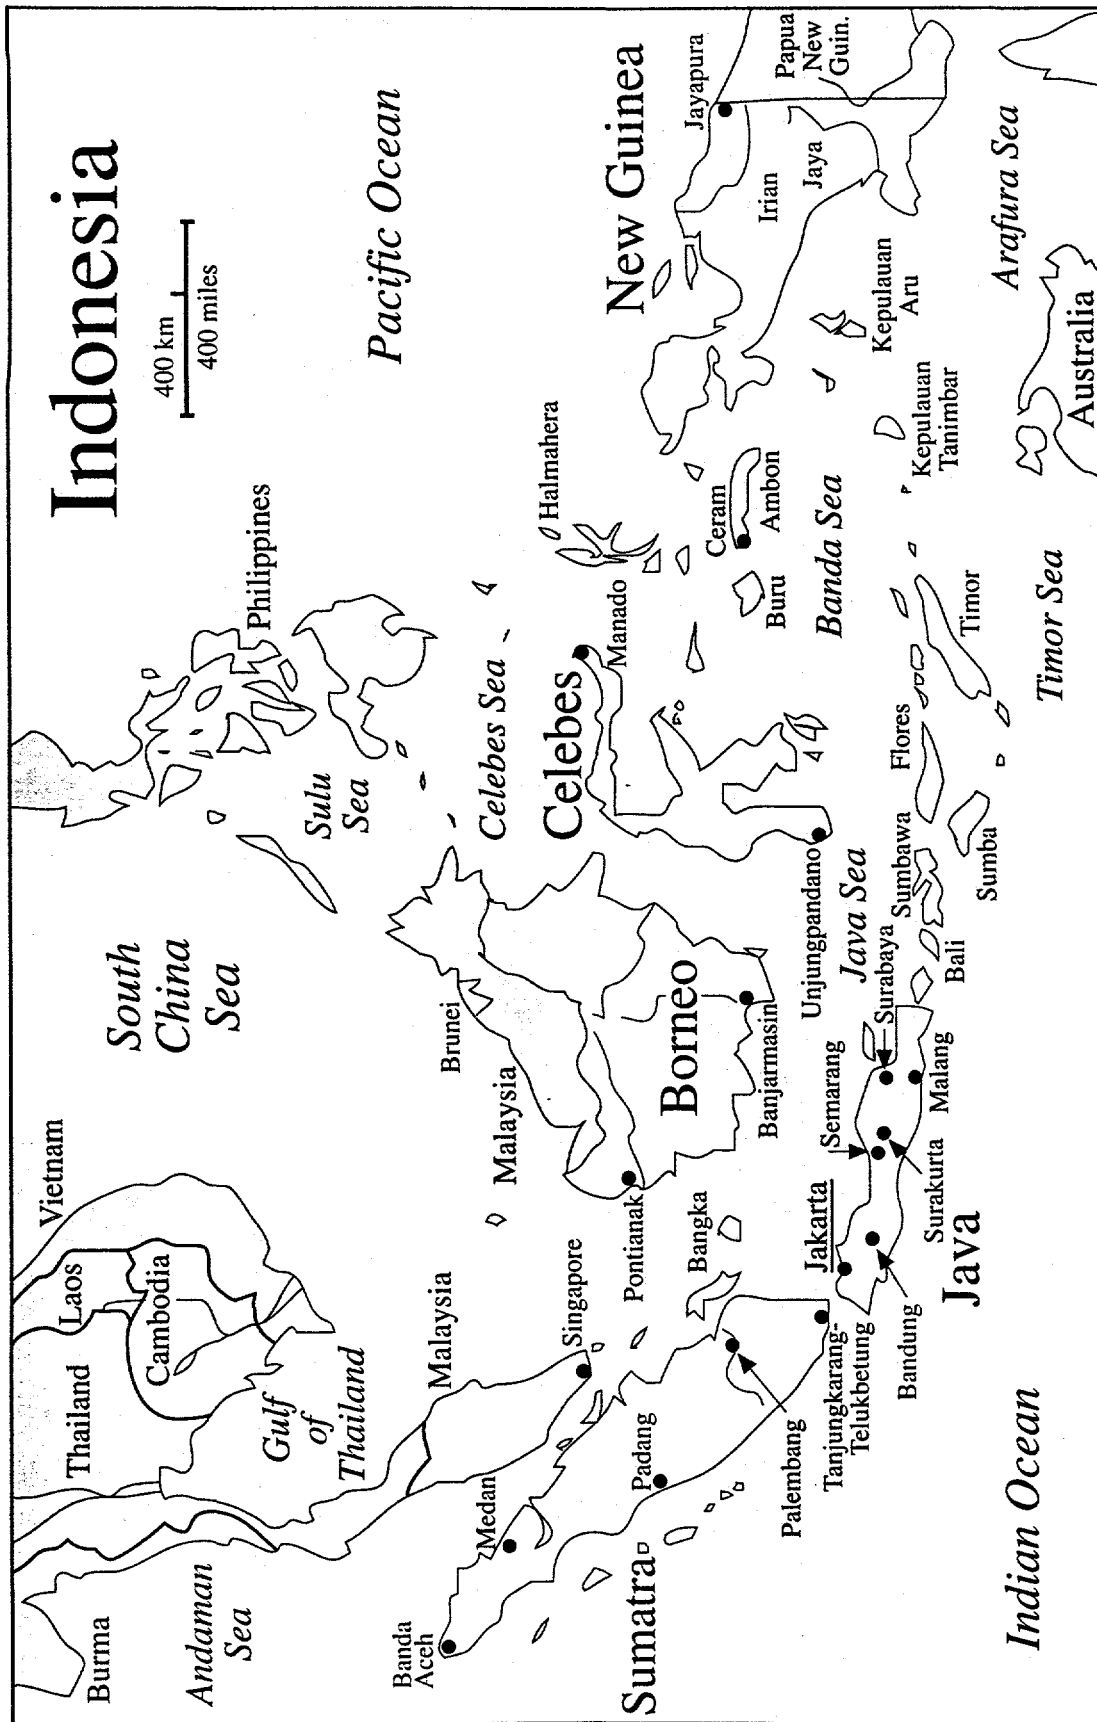 Indonesia
400 km
400 miles
Burma
Thailand
Laos
Vietnam
Cambodia
Gulf
of
Thailand
Andaman
Sea
South
China
Sea
Philippines
Sulu
Sea
Pacific Ocean
Banda
Aceh
Medan
Malaysia
Singapore
Malaysia
Brunei
Celebes Sea
Halmahera
Sumatra
Padang
Pontianak
Bangka
Borneo
Celebes
Manado
New Guinea
Jayapura
Papua
New
Guin.
Irian
Jaya
Palembang
Tanjungkarang-
Telukbetung
Banjarmasin
Unjungpandano
Buru
Ceram
Ambon
Banda Sea
Kepulauan
Aru
Kepulauan
Tanimbar
Jakarta
Semarang
Java Sea
Surabaya
Sumbawa
Flores
Bandung
Surakurta
Malang
Bali
Sumba
Timor
Java
Indian Ocean
Timor Sea
Arafura Sea
Australia